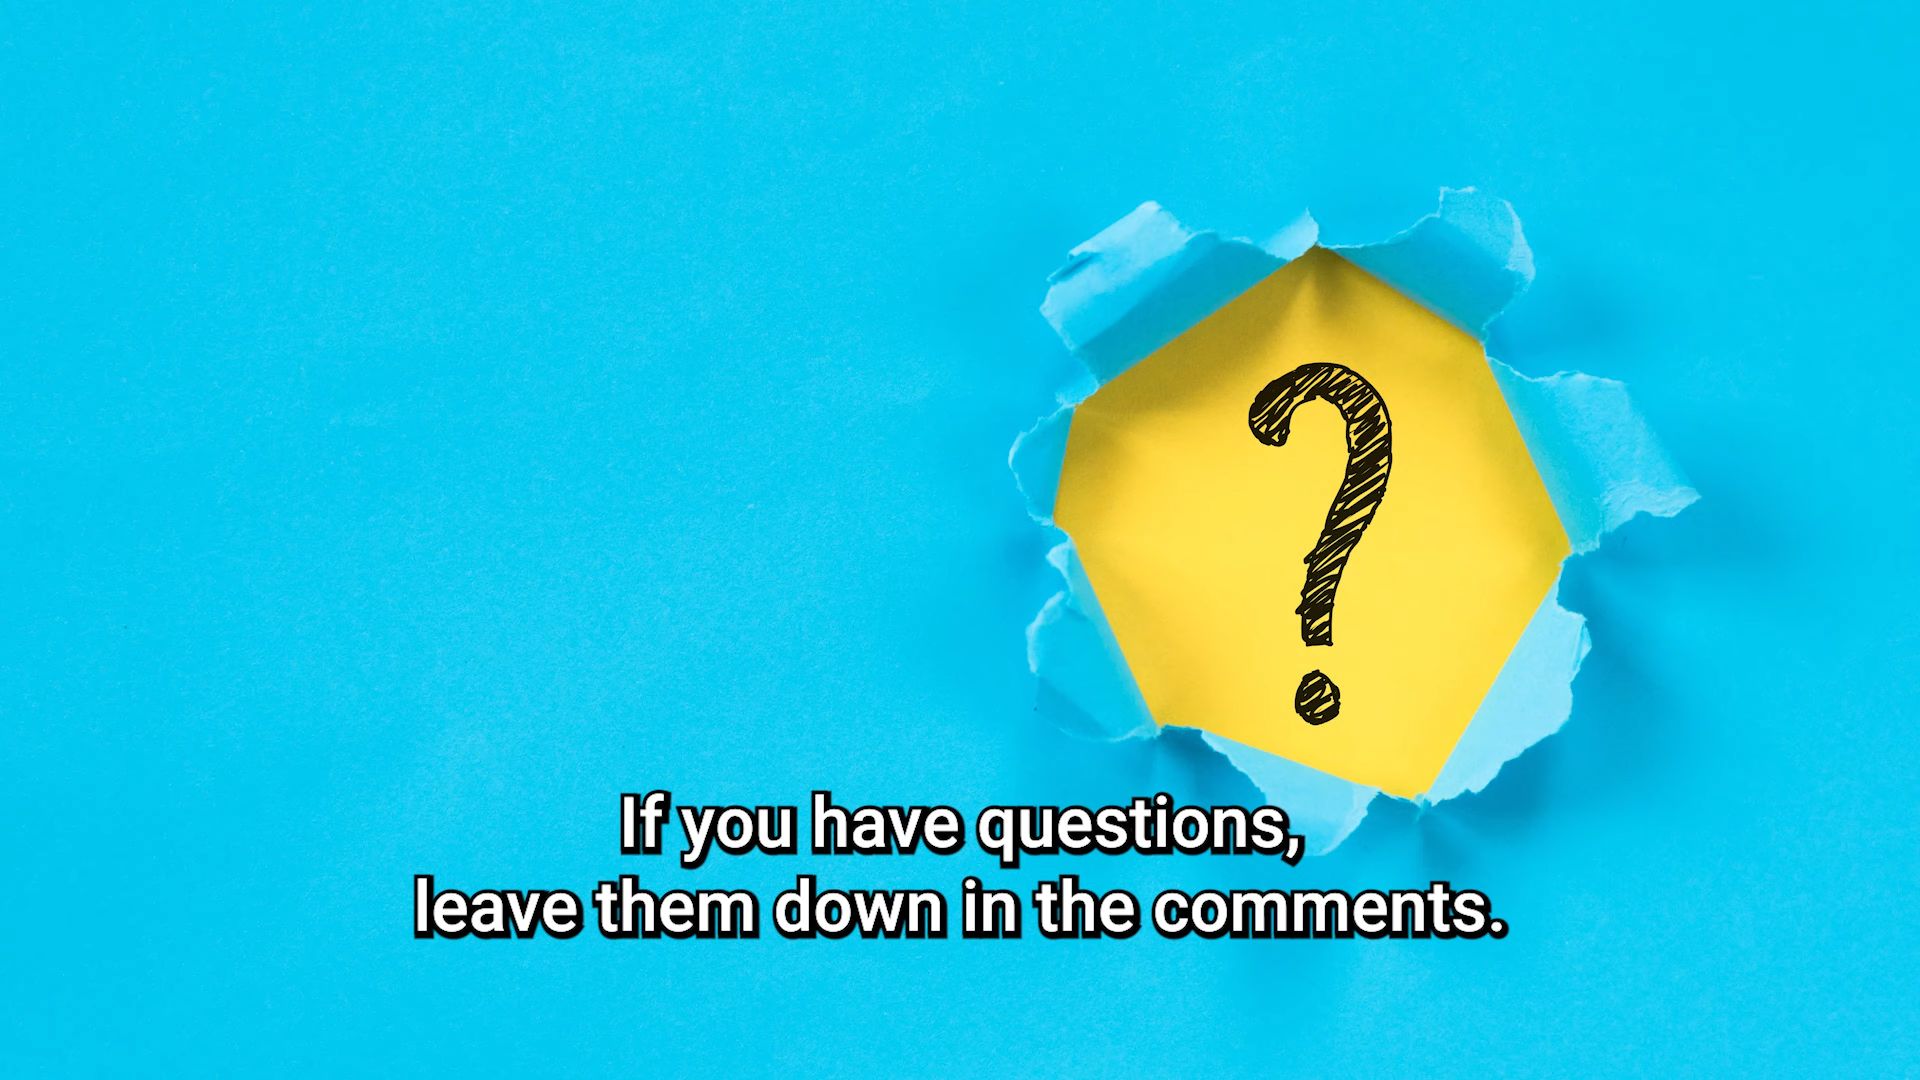 ?
If you have questions,
leave them down in the comments.